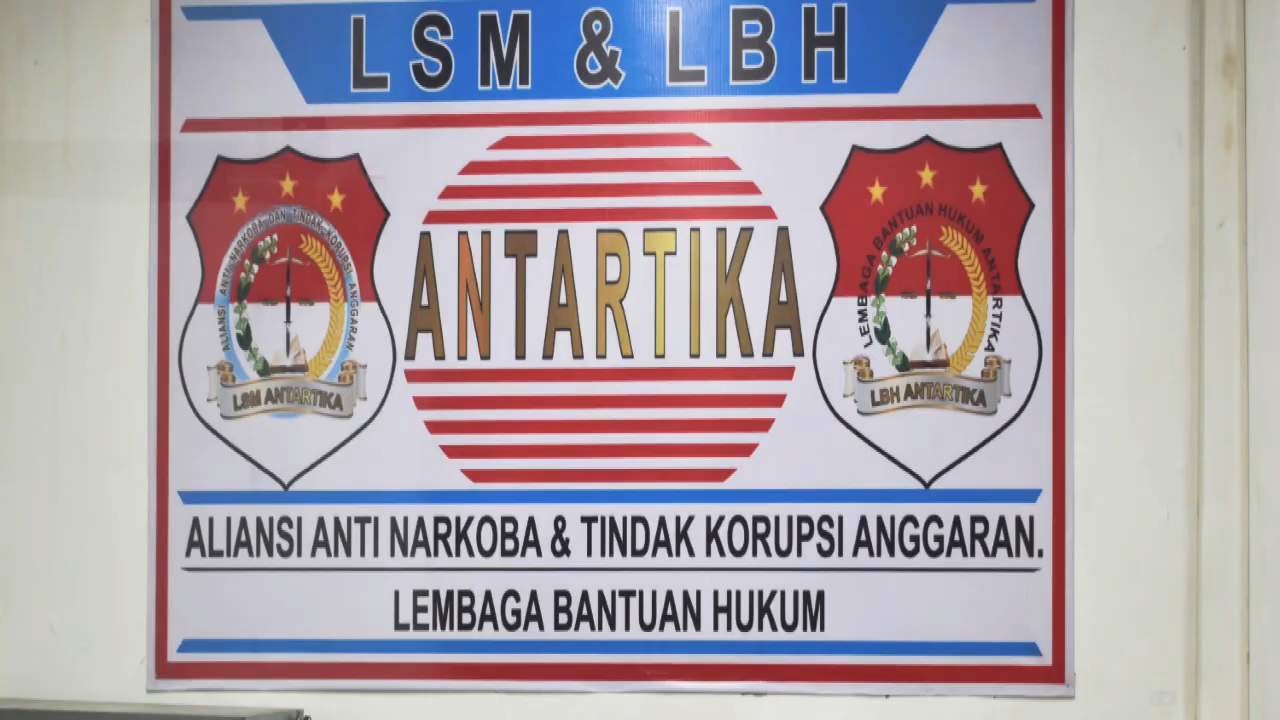 LSM & LBH
ALIANSI ANTI NARKOBA DAN TINDAK KORUPSI ANGGARAN
LSM ANTARTIKA
ANTARTIKA
LEMBAGA BANTUAN HUKUM ANTARTIKA
LBH ANTARTIKA
ALIANSI ANTI NARKOBA & TINDAK KORUPSI ANGGARAN.
LEMBAGA BANTUAN HUKUM